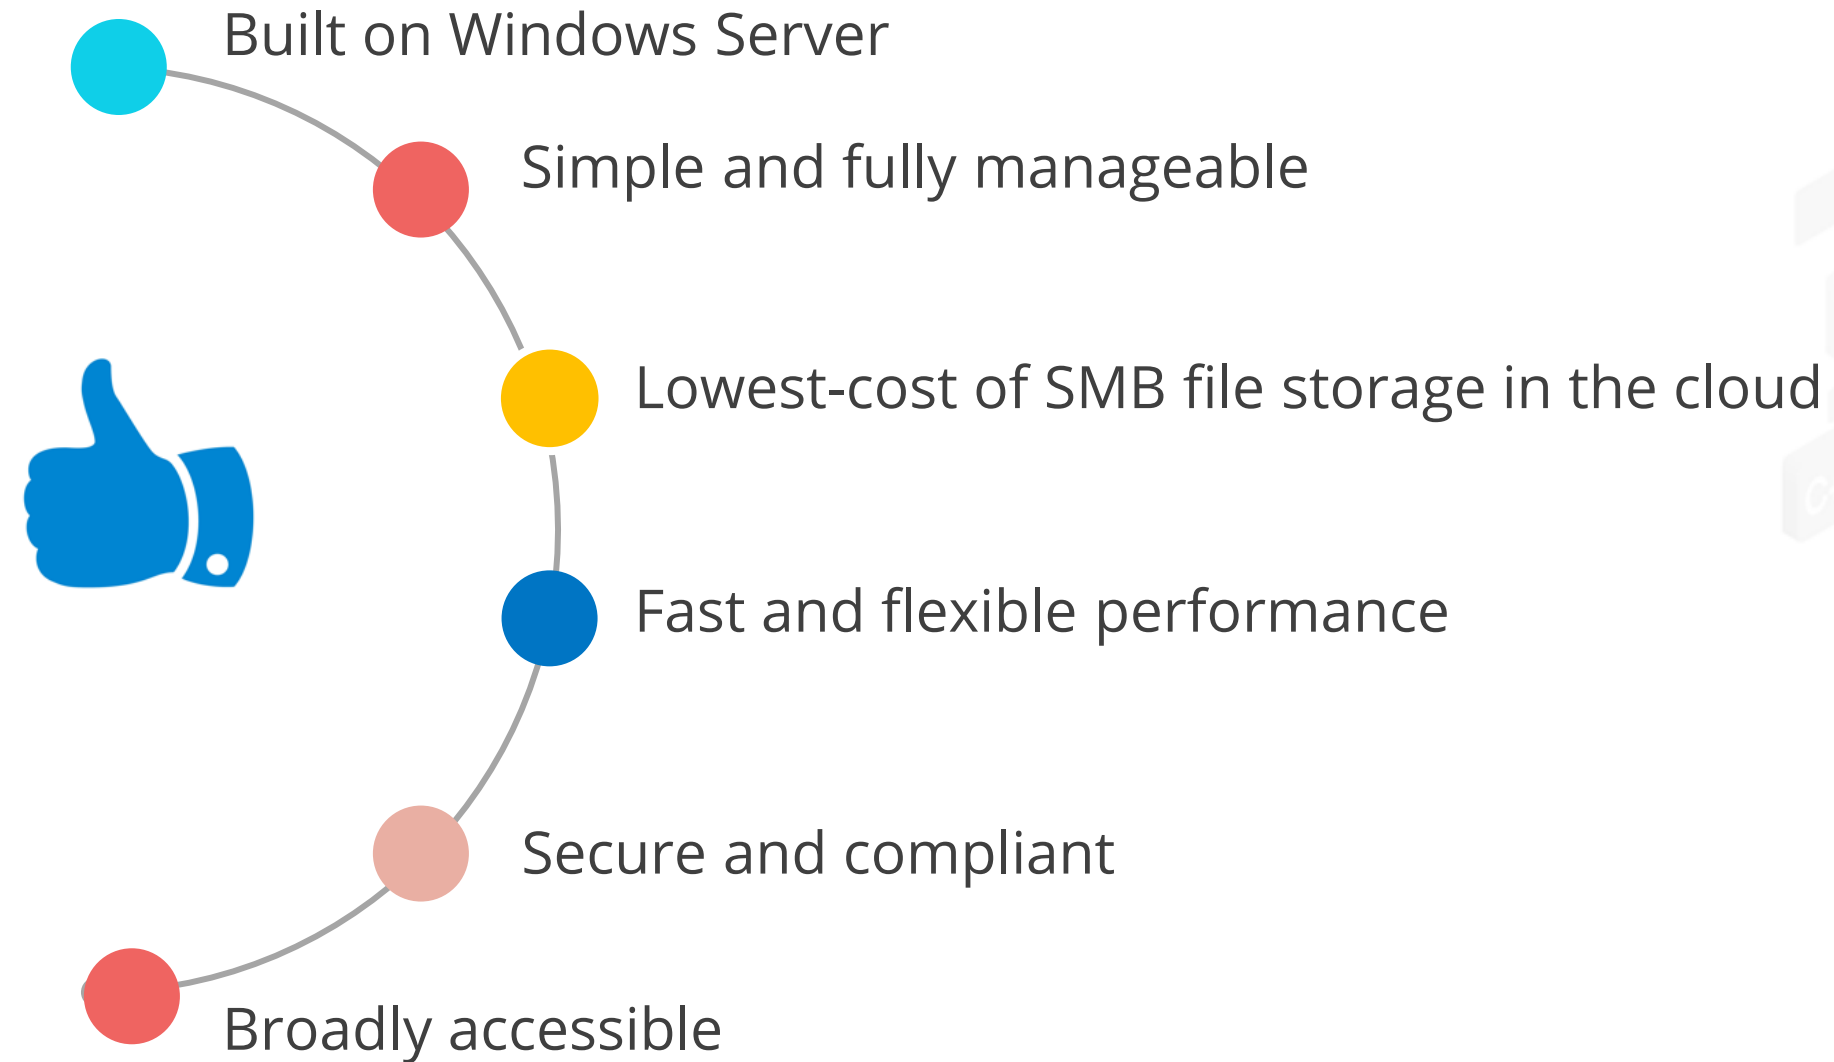 Built on Windows Server
Simple and fully manageable
Lowest-cost of SMB file storage in the cloud
Fast and flexible performance
Secure and compliant
Broadly accessible